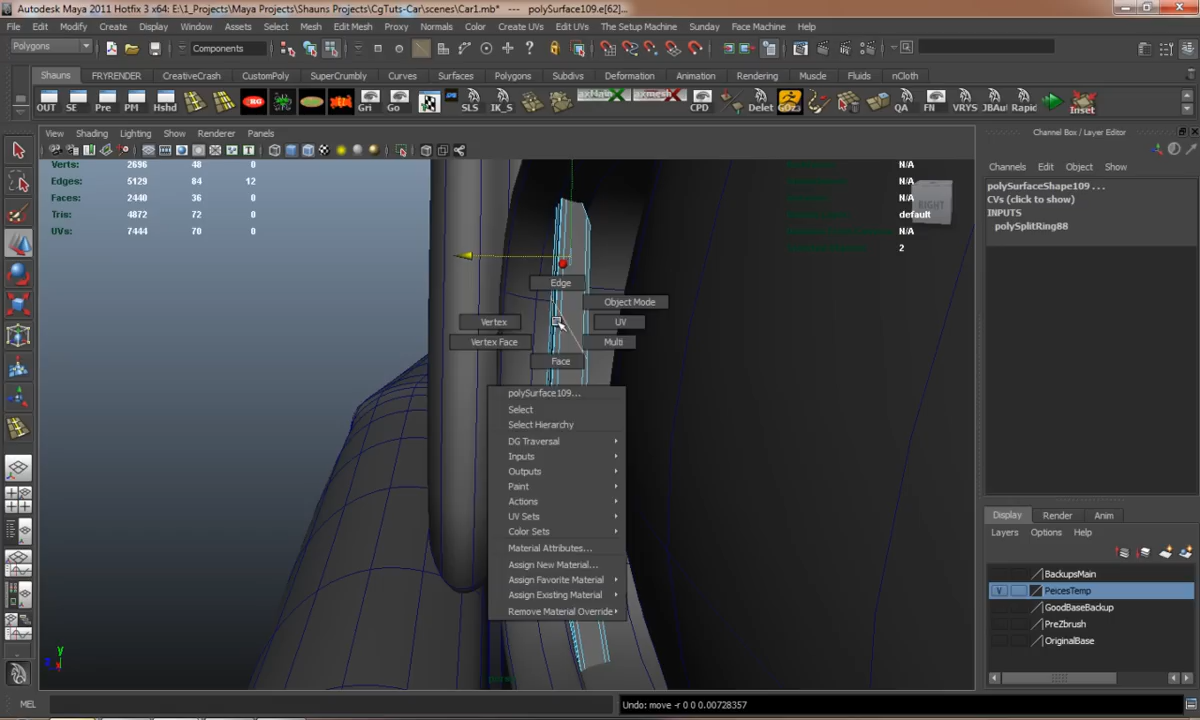 Autodesk Maya 2011 Hotfix 3 x64: E:\1_Projects\Maya Projects\Shauns Projects\CgTuts-Car\scenes\Car1.mb* --- polySurface109.e[62]...
File Edit Modify Create Display Window Assets Select Mesh Edit Mesh Proxy Normals Color Create UVs Edit UVs The Setup Machine Sunday Face Machine Muscle Help
Polygons Components
Shauns FRYRENDER CreativeCrash CustomPoly SuperCrumbly Curves Surfaces Polygons Subdivs Deformation Animation Rendering Muscle Fluids nCloth
OUT SE Pre PM Hshd Gri Go SLS IK_S CPD Delet GOz3 QA FN VRYS JBAu Rapic Inset
View Shading Lighting Show Renderer Panels
Channel Box / Layer Editor
Verts: 2696 48 0
Edges: 5129 84 12
Faces: 2440 36 0
Tris: 4872 72 0
UVs: 7444 70 0
N/A
N/A
N/A
default
N/A
2
RIGHT
Channels Edit Object Show
polySurfaceShape109 . . .
CVs (click to show)
INPUTS
polySplitRing88
Edge
Object Mode
Vertex UV
Vertex Face Multi
Face
polySurface109...
Select
Select Hierarchy
DG Traversal
Inputs
Outputs
Paint
Actions
UV Sets
Color Sets
Material Attributes...
Assign New Material...
Assign Favorite Material
Assign Existing Material
Remove Material Override
Display Render Anim
Layers Options Help
BackupsMain
V PeicesTemp
GoodBaseBackup
PreZbrush
OriginalBase
y
MEL Undo: move -r 0 0 0.00728357